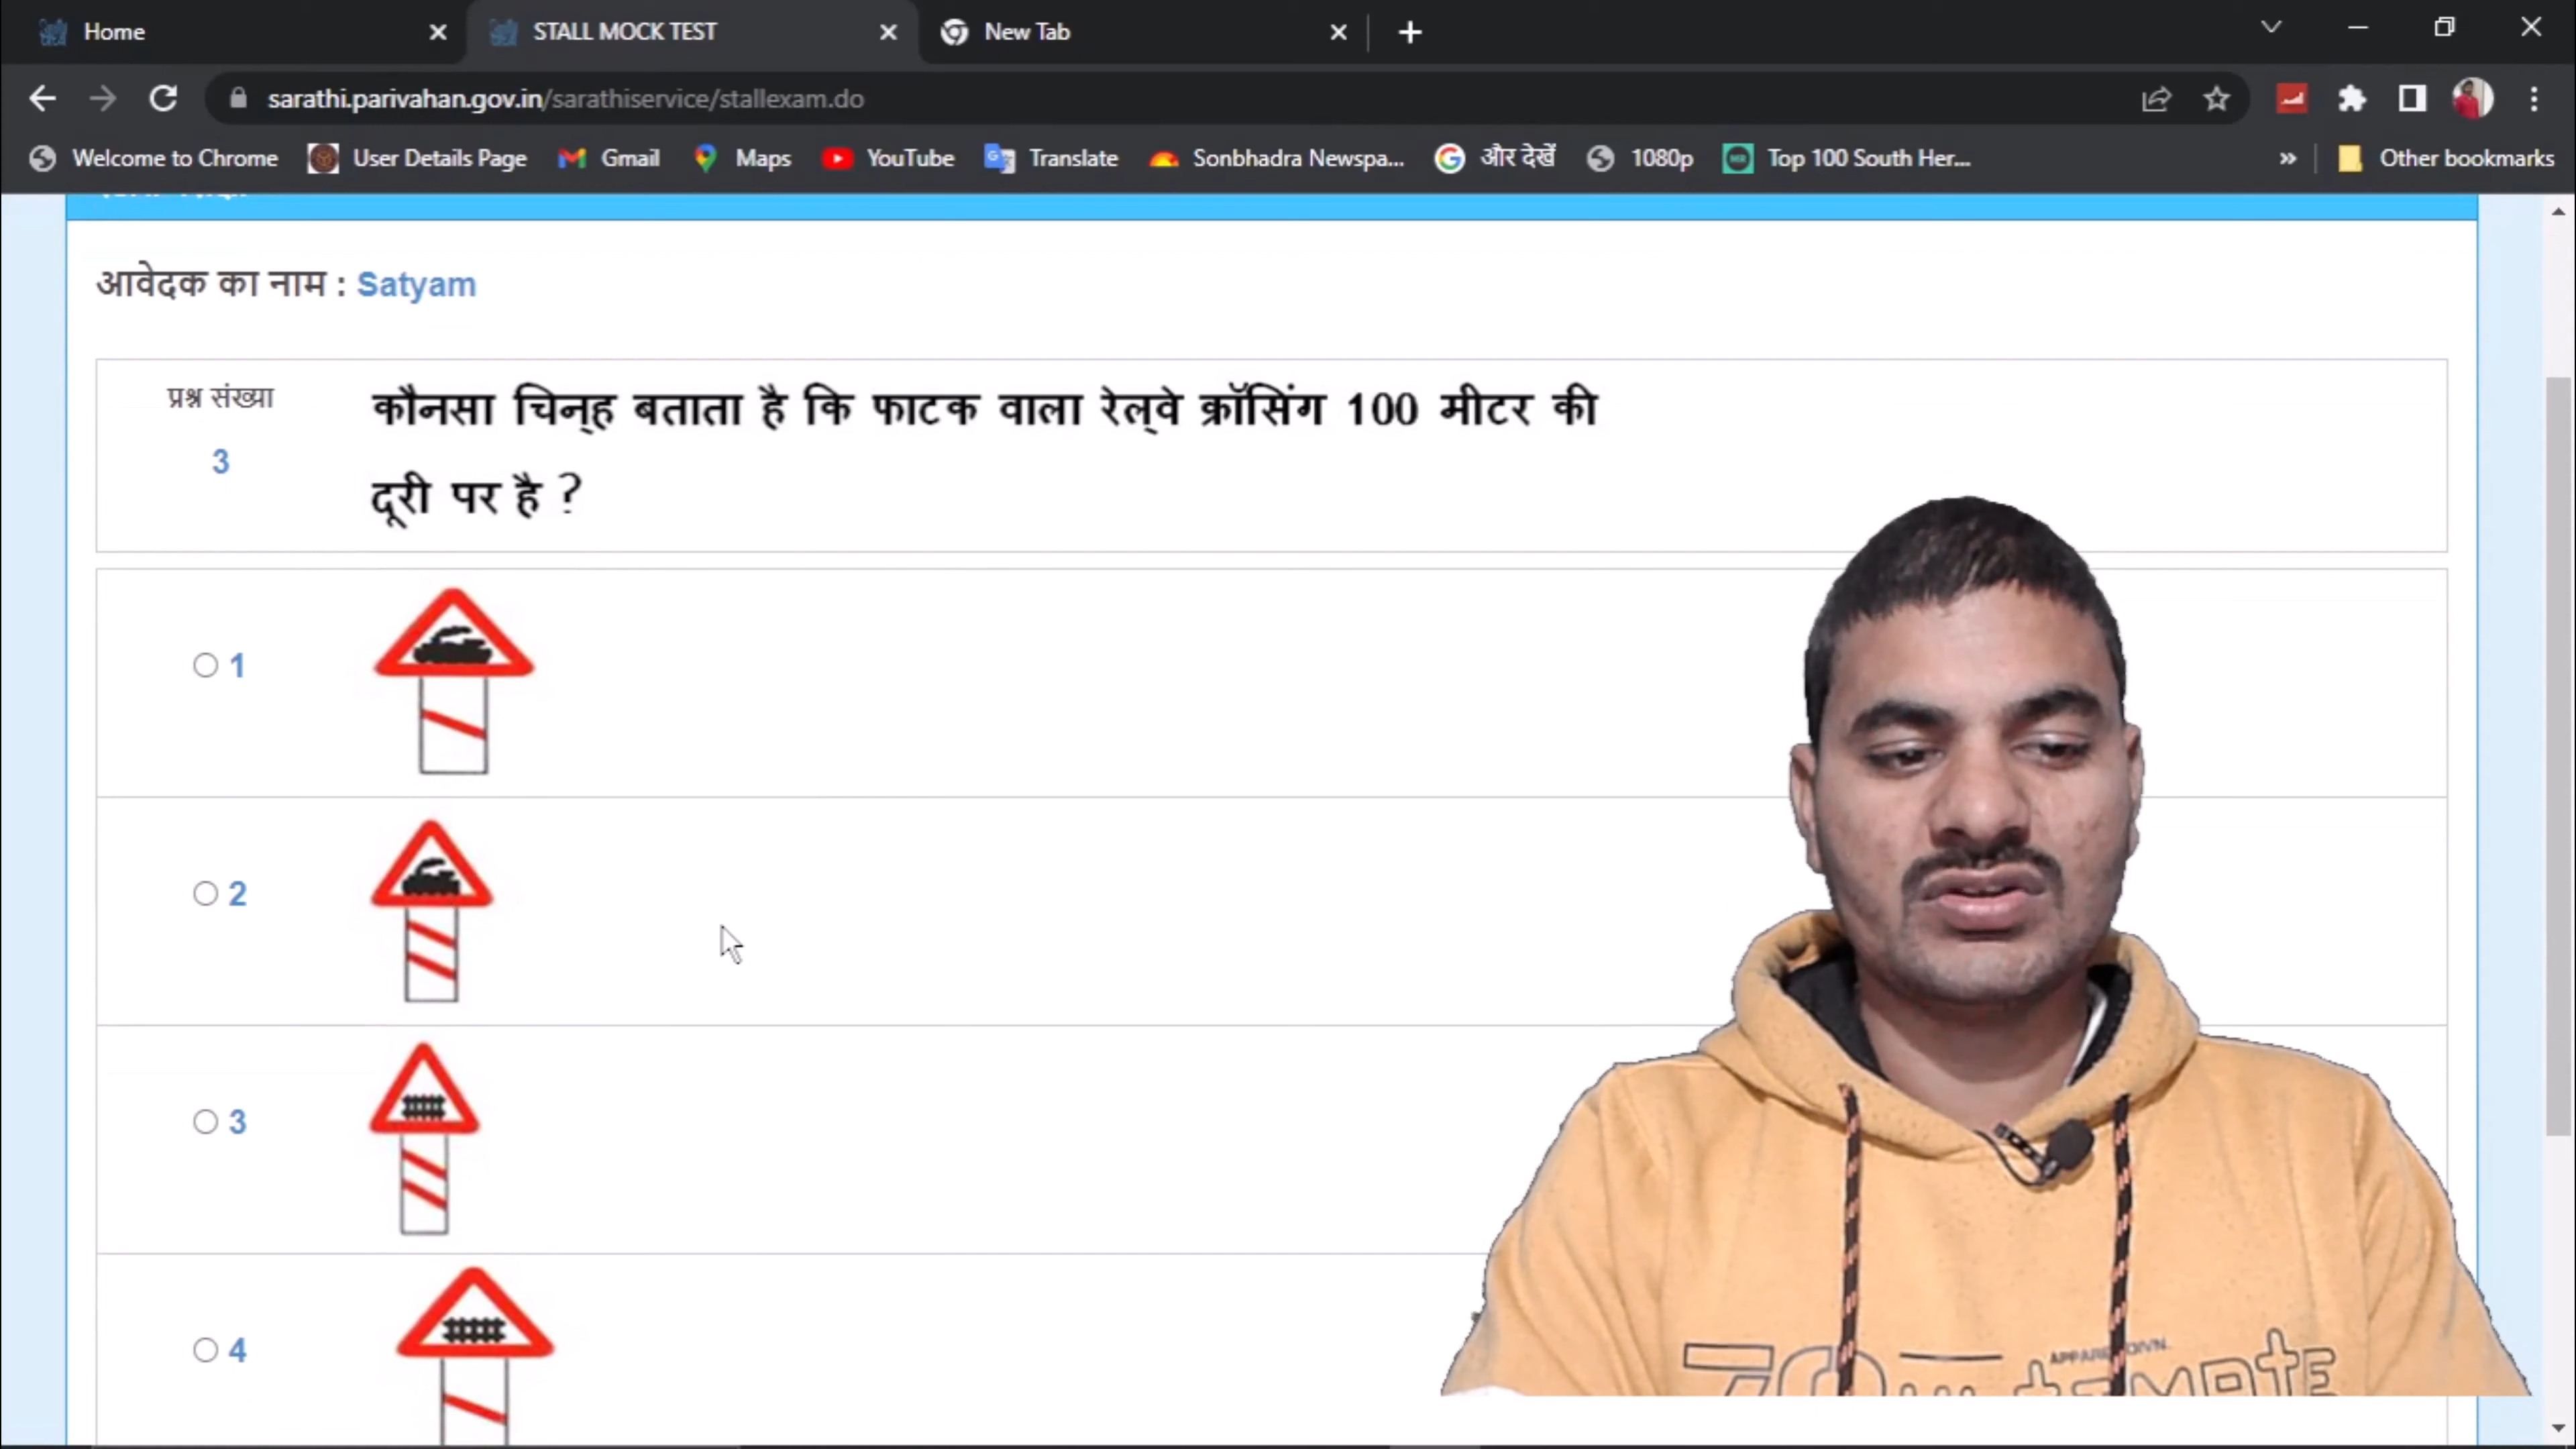 Home
STALL MOCK TEST
New Tab
sarathi.parivahan.gov.in/sarathiservice/stallexam.do
Welcome to Chrome
User Details Page
Gmail
Maps
YouTube
Translate
Sonbhadra Newspa...
और देखें
1080p
Top 100 South Her...
»
Other bookmarks
आवेदक का नाम : Satyam
प्रश्न संख्या
3
कौनसा चिन्ह बताता है कि फाटक वाला रेल्वे क्रॉसिंग 100 मीटर की
दूरी पर है ?
1
2
3
4